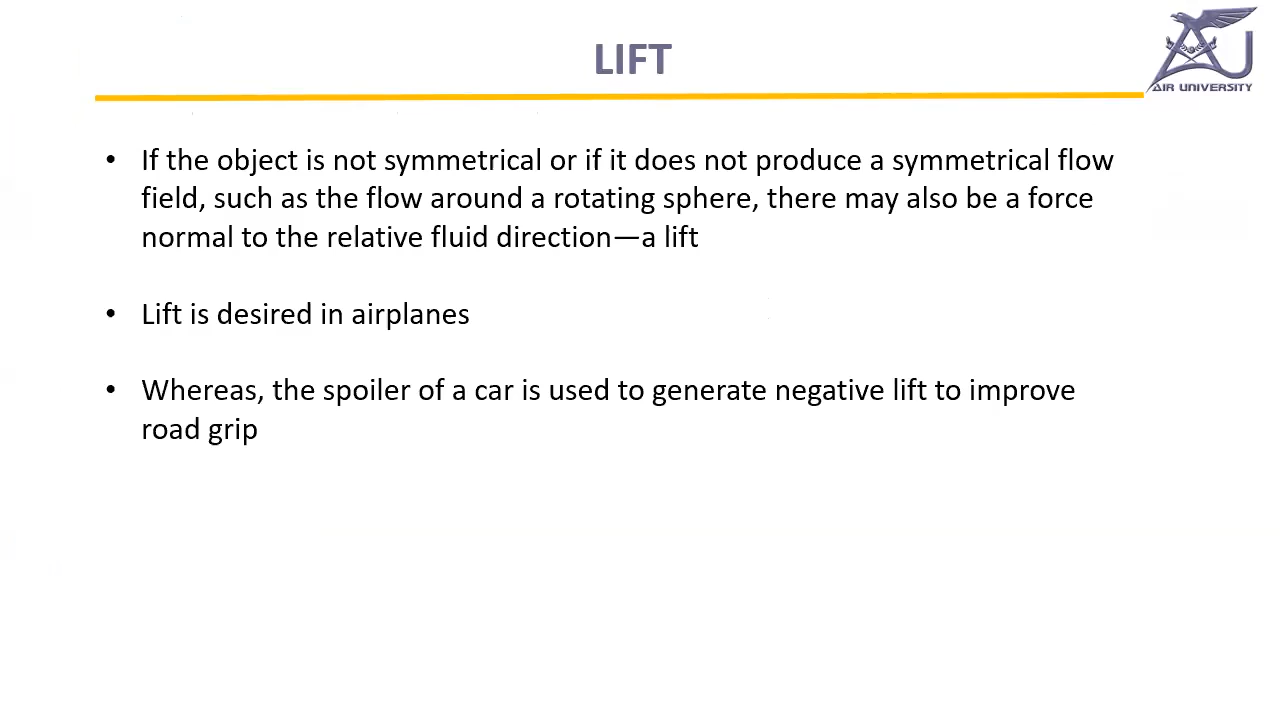 LIFT
AIR UNIVERSITY
• If the object is not symmetrical or if it does not produce a symmetrical flow
field, such as the flow around a rotating sphere, there may also be a force
normal to the relative fluid direction—a lift
• Lift is desired in airplanes
• Whereas, the spoiler of a car is used to generate negative lift to improve
road grip